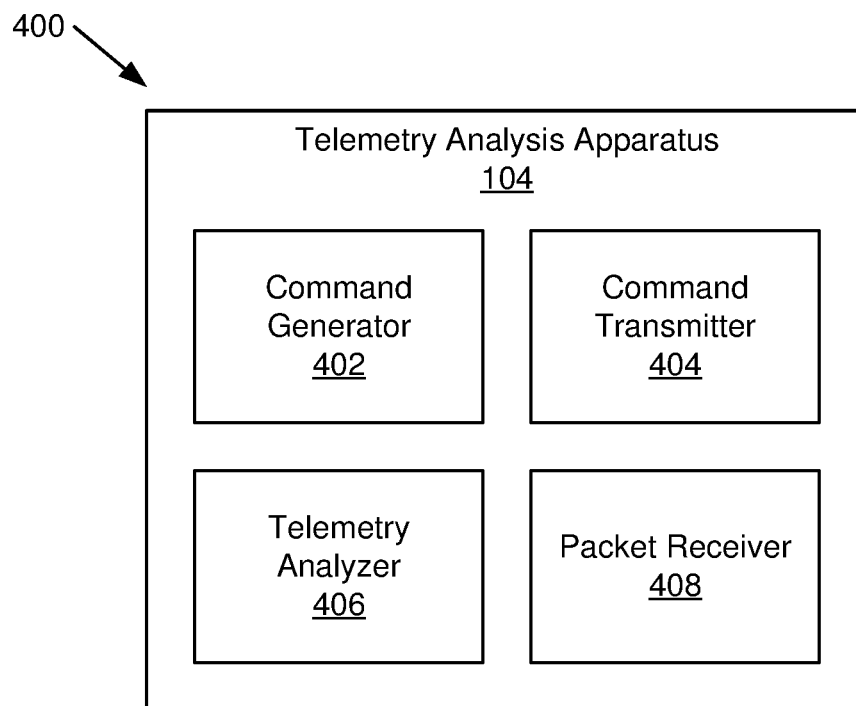 400
Telemetry Analysis Apparatus
104
Command
Generator
402
Command
Transmitter
404
Telemetry
Analyzer
406
Packet Receiver
408